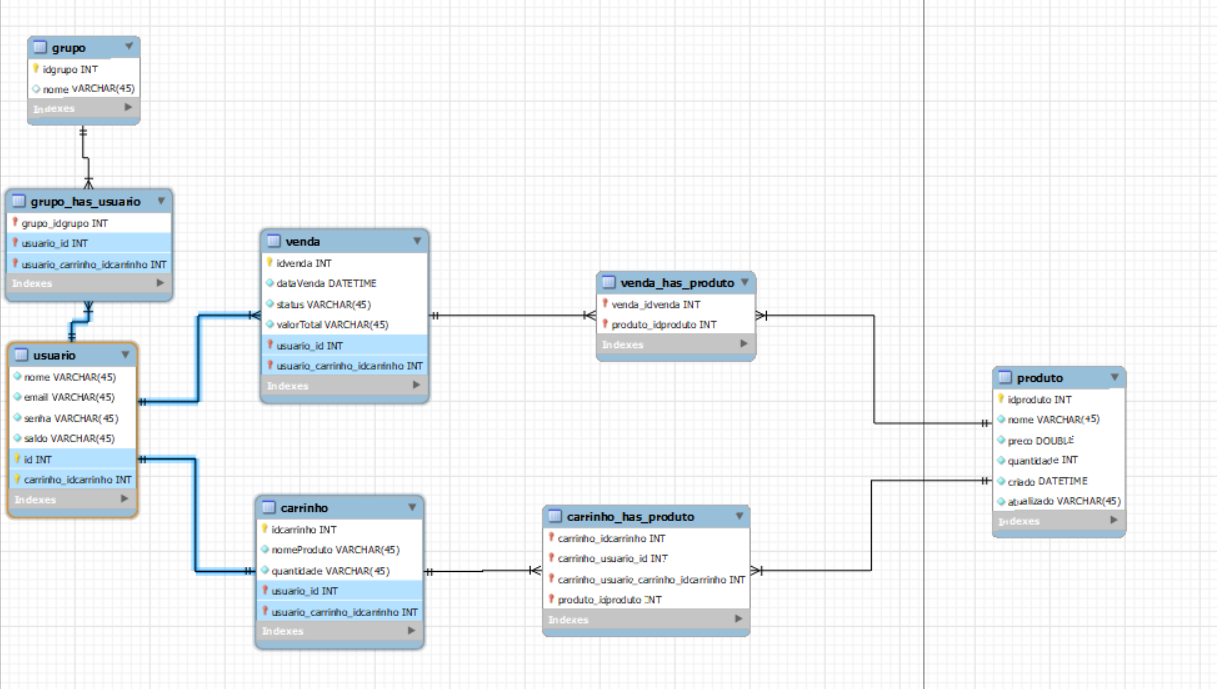 grupo
idgrupo INT
nome VARCHAR(45)
Indexes
grupo_has_usuario
grupo_idgrupo INT
usuario_id INT
usuario_carrinho_idcarrinho INT
Indexes
usuario
nome VARCHAR(45)
email VARCHAR(45)
senha VARCHAR(45)
saldo VARCHAR(45)
id INT
carrinho_idcarrinho INT
Indexes
venda
idvenda INT
dataVenda DATETIME
status VARCHAR(45)
valorTotal VARCHAR(45)
usuario_id INT
usuario_carrinho_idcarrinho INT
Indexes
carrinho
idcarrinho INT
nomeProduto VARCHAR(45)
quantidade VARCHAR(45)
usuario_id INT
usuario_carrinho_idcarrinho INT
Indexes
venda_has_produto
venda_idvenda INT
produto_idproduto INT
Indexes
carrinho_has_produto
carrinho_idcarrinho INT
carrinho_usuario_id INT
carrinho_usuario_carrinho_idcarrinho INT
produto_idproduto INT
Indexes
produto
idproduto INT
nome VARCHAR(45)
preco DOUBLE
quantidade INT
criado DATETIME
atualizado VARCHAR(45)
Indexes